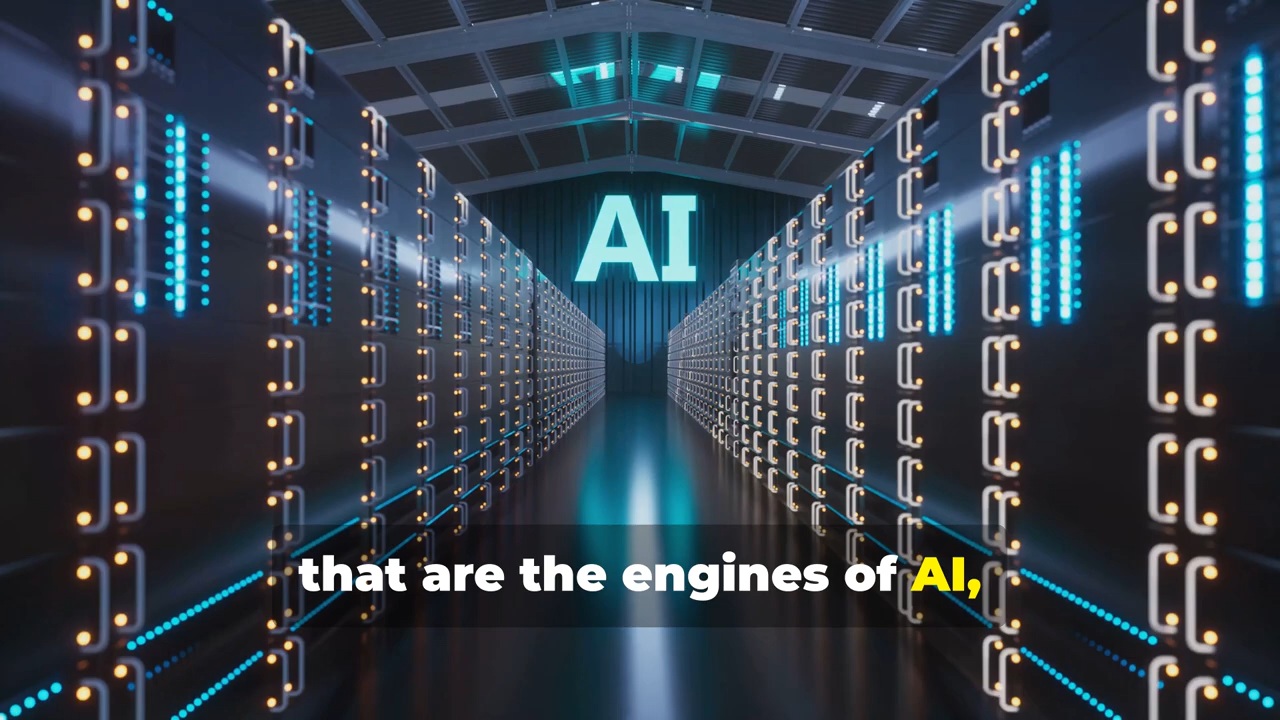 AI
that are the engines of AI,